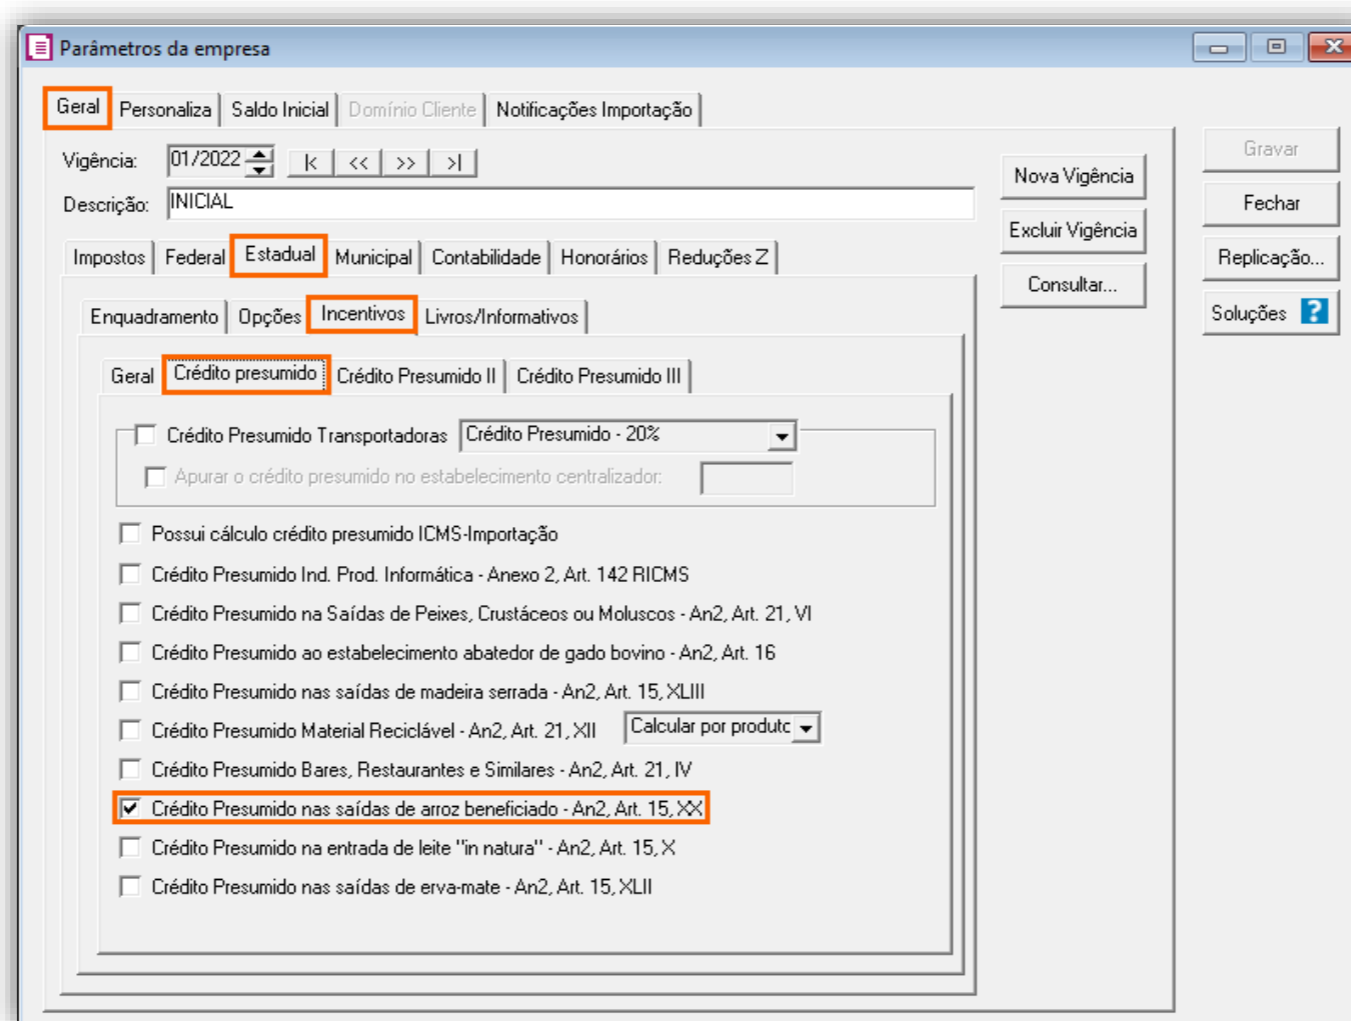 Parâmetros da empresa
Geral Personaliza Saldo Inicial Domínio Cliente Notificações Importação
Vigência: 01/2022 |< << >> >|
Descrição: INICIAL
Nova Vigência
Excluir Vigência
Consultar...
Gravar
Fechar
Replicação...
Soluções ?
Impostos Federal Estadual Municipal Contabilidade Honorários Reduções Z
Enquadramento Opções Incentivos Livros/Informativos
Geral Crédito presumido Crédito Presumido II Crédito Presumido III
Crédito Presumido Transportadoras Crédito Presumido - 20%
Apurar o crédito presumido no estabelecimento centralizador:
Possui cálculo crédito presumido ICMS-Importação
Crédito Presumido Ind. Prod. Informática - Anexo 2, Art. 142 RICMS
Crédito Presumido na Saídas de Peixes, Crustáceos ou Moluscos - An2, Art. 21, VI
Crédito Presumido ao estabelecimento abatedor de gado bovino - An2, Art. 16
Crédito Presumido nas saídas de madeira serrada - An2, Art. 15, XLIII
Crédito Presumido Material Reciclável - An2, Art. 21, XII Calcular por produtc
Crédito Presumido Bares, Restaurantes e Similares - An2, Art. 21, IV
Crédito Presumido nas saídas de arroz beneficiado - An2, Art. 15, XX
Crédito Presumido na entrada de leite "in natura" - An2, Art. 15, X
Crédito Presumido nas saídas de erva-mate - An2, Art. 15, XLII